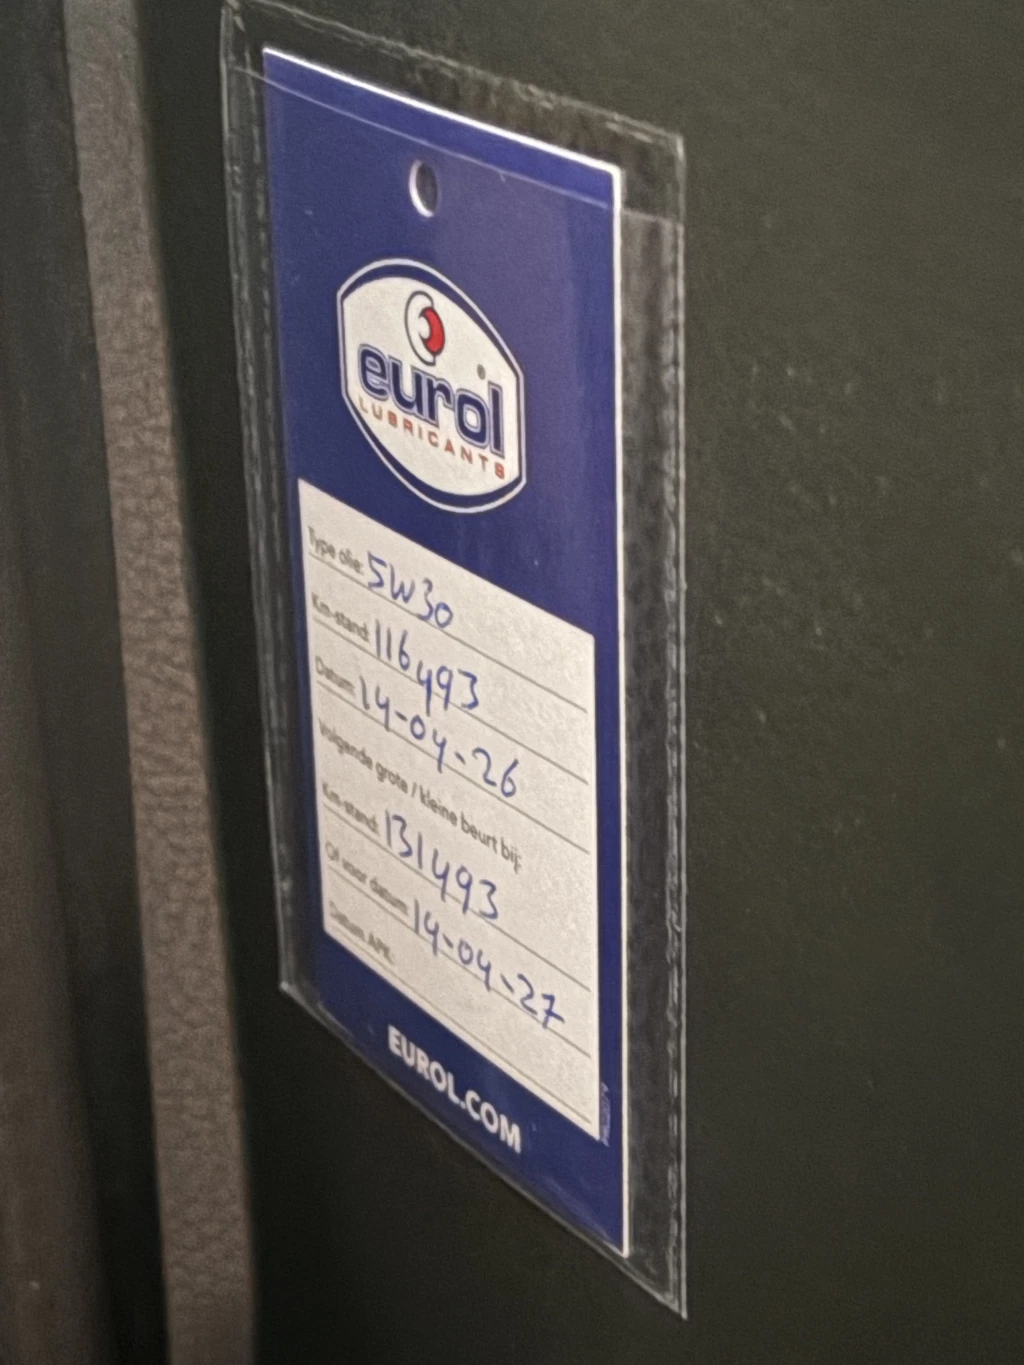 eurol
LUBRICANTS
Type olie: 5W30
Km-stand: 116493
Datum: 14-04-26
Volgende grote / kleine beurt bij:
Km-stand: 131493
Of voor datum: 14-04-27
Datum APK:
EUROL.COM